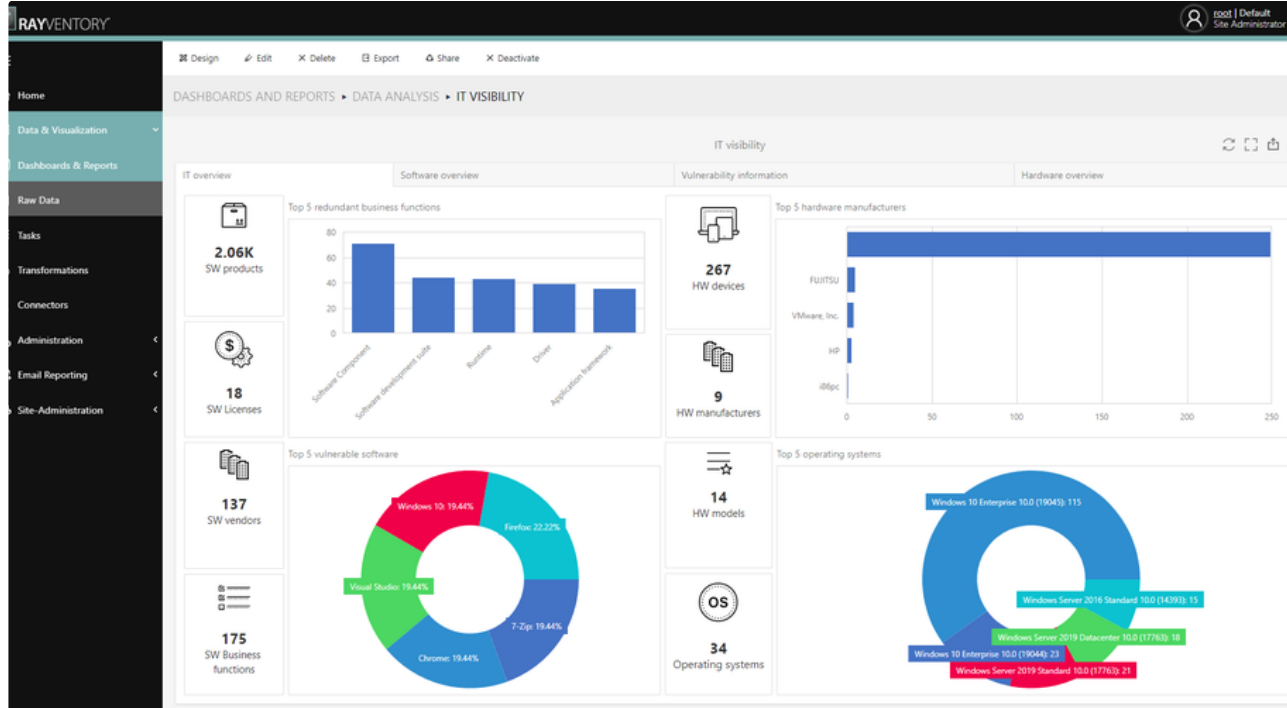 RAYVENTORY
root | Default
Site Administrator
Design Edit Delete Export Share Deactivate
Home
Data & Visualization
Dashboards & Reports
Raw Data
Tasks
Transformations
Connectors
Administration
Email Reporting
Site-Administration
DASHBOARDS AND REPORTS ▸ DATA ANALYSIS ▸ IT VISIBILITY
IT visibility
IT overview
Software overview
Vulnerability information
Hardware overview
2.06K
SW products
18
SW Licenses
137
SW vendors
175
SW Business
functions
Top 5 redundant business functions
80
60
40
20
0
Software Component
Software development suite
Runtime
Driver
Application framework
Top 5 vulnerable software
Windows 10: 19.44%
Firefox: 22.22%
Visual Studio: 19.44%
7-Zip: 19.44%
Chrome: 19.44%
267
HW devices
9
HW manufacturers
14
HW models
OS
34
Operating systems
Top 5 hardware manufacturers
FUJITSU
VMware, Inc.
HP
i86pc
0 50 100 150 200 250
Top 5 operating systems
Windows 10 Enterprise 10.0 (19045): 115
Windows Server 2016 Standard 10.0 (14393): 15
Windows Server 2019 Datacenter 10.0 (17763): 18
Windows 10 Enterprise 10.0 (19044): 23
Windows Server 2019 Standard 10.0 (17763): 21